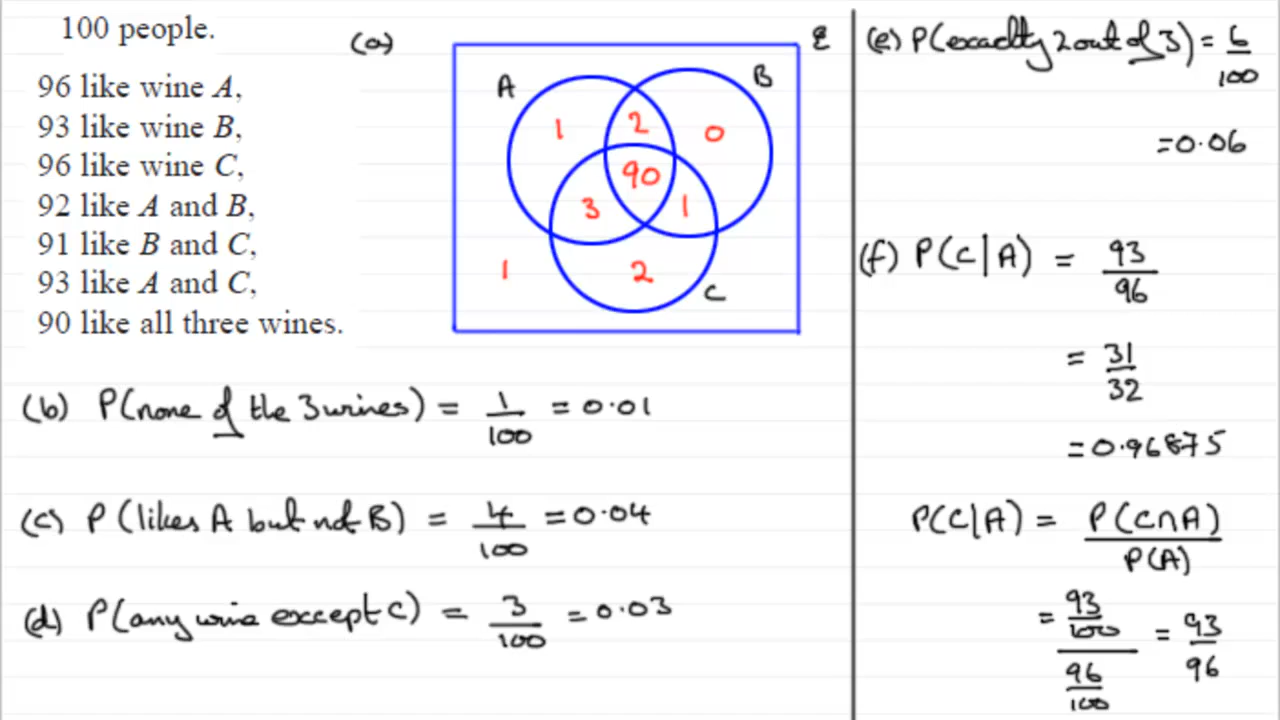 100 people.
96 like wine A,
93 like wine B,
96 like wine C,
92 like A and B,
91 like B and C,
93 like A and C,
90 like all three wines.
(a)
ℰ
A
B
1
2
0
90
3
1
1
2
C
(b) P(none of the 3 wines) = 1/100 = 0.01
(c) P(likes A but not B) = 4/100 = 0.04
(d) P(any wine except C) = 3/100 = 0.03
(e) P(exactly 2 out of 3) = 6/100
= 0.06
(f) P(C|A) = 93/96
= 31/32
= 0.96875
P(C|A) = P(C∩A)/P(A)
= (93/100)/(96/100) = 93/96